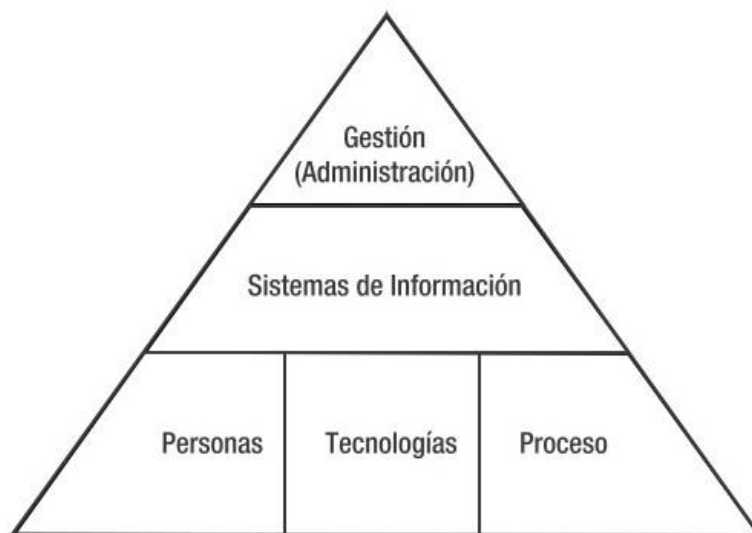 Gestión
(Administración)
Sistemas de Información
Personas
Tecnologías
Proceso